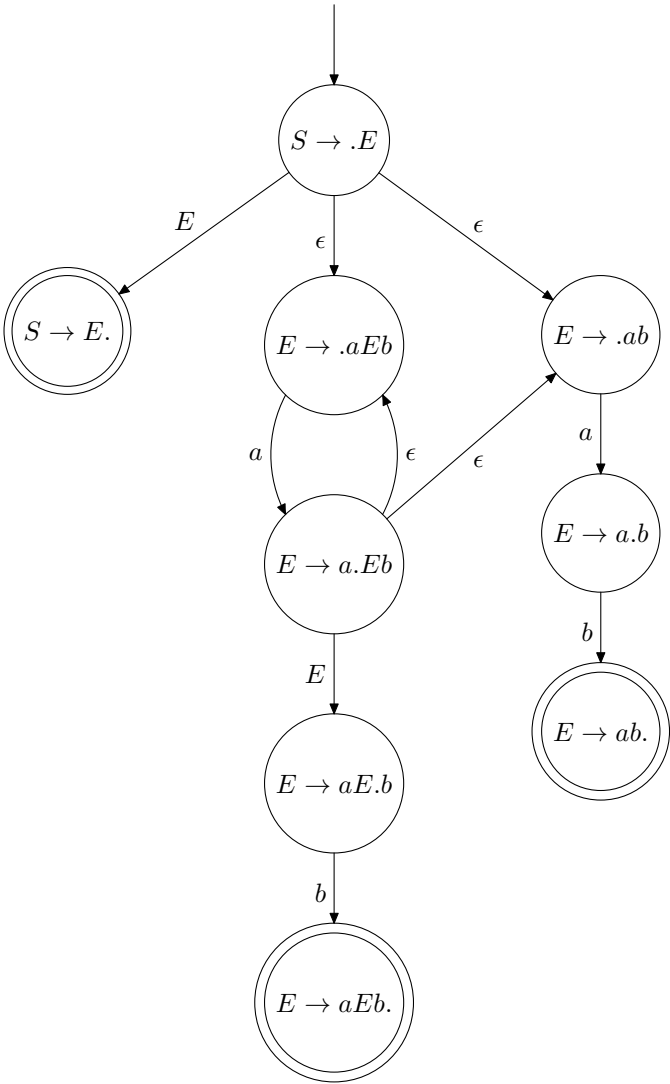 S → .E
E
ϵ
ϵ
S → E.
E → .aEb
E → .ab
a
ϵ
ϵ
a
E → a.Eb
E → a.b
b
E
E → ab.
E → aE.b
b
E → aEb.